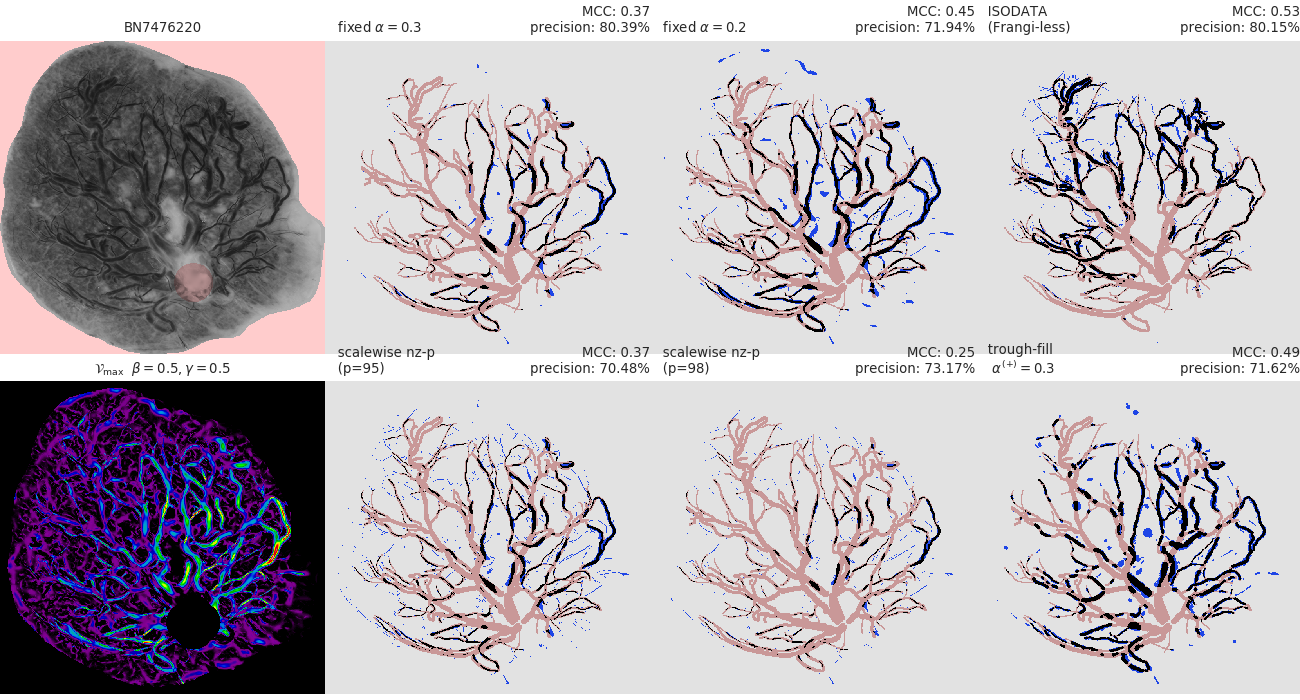 BN7476220
fixed α = 0.3
MCC: 0.37
precision: 80.39%
fixed α = 0.2
MCC: 0.45
precision: 71.94%
ISODATA
(Frangi-less)
MCC: 0.53
precision: 80.15%
𝒱max β = 0.5, γ = 0.5
scalewise nz-p
(p=95)
MCC: 0.37
precision: 70.48%
scalewise nz-p
(p=98)
MCC: 0.25
precision: 73.17%
trough-fill
α(+) = 0.3
MCC: 0.49
precision: 71.62%